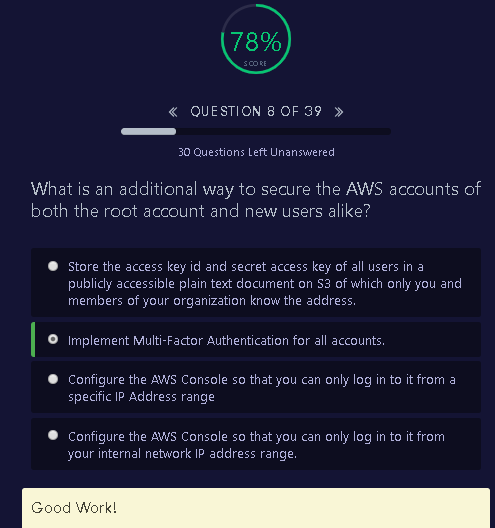 78%
SCORE
« QUESTION 8 OF 39 »
30 Questions Left Unanswered
What is an additional way to secure the AWS accounts of
both the root account and new users alike?
Store the access key id and secret access key of all users in a
publicly accessible plain text document on S3 of which only you and
members of your organization know the address.
Implement Multi-Factor Authentication for all accounts.
Configure the AWS Console so that you can only log in to it from a
specific IP Address range
Configure the AWS Console so that you can only log in to it from
your internal network IP address range.
Good Work!